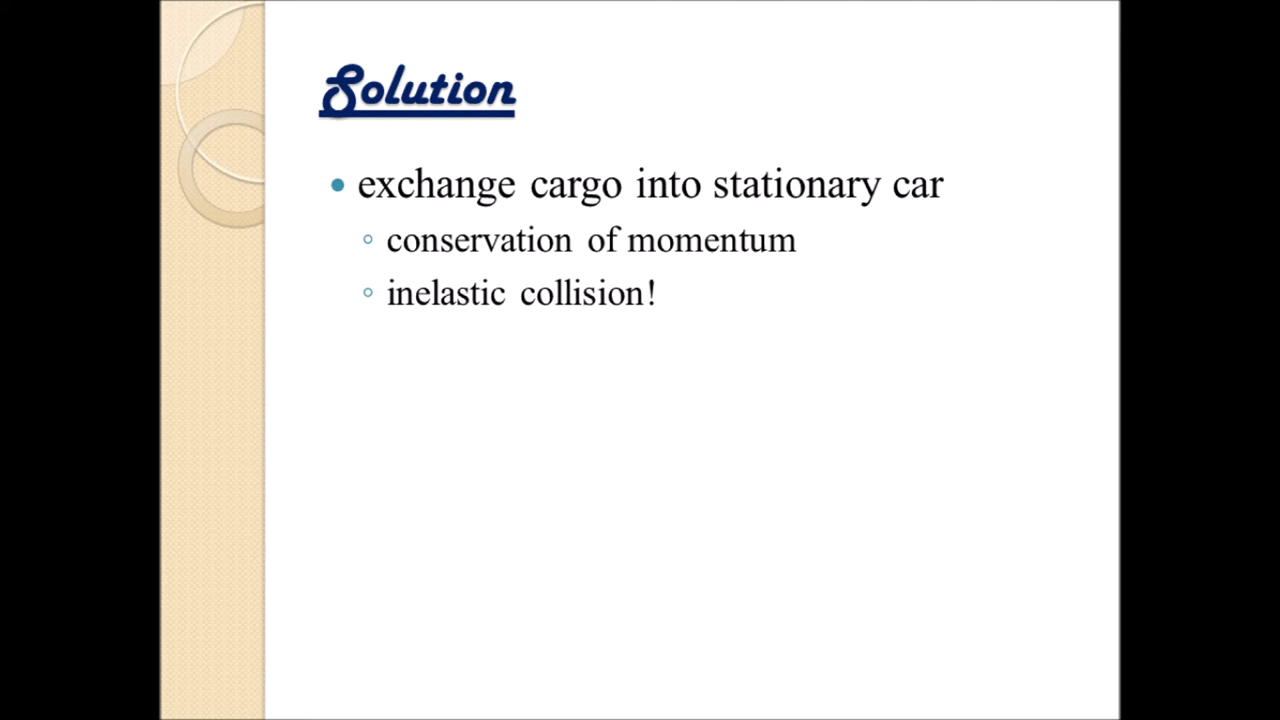 Solution
exchange cargo into stationary car
conservation of momentum
inelastic collision!